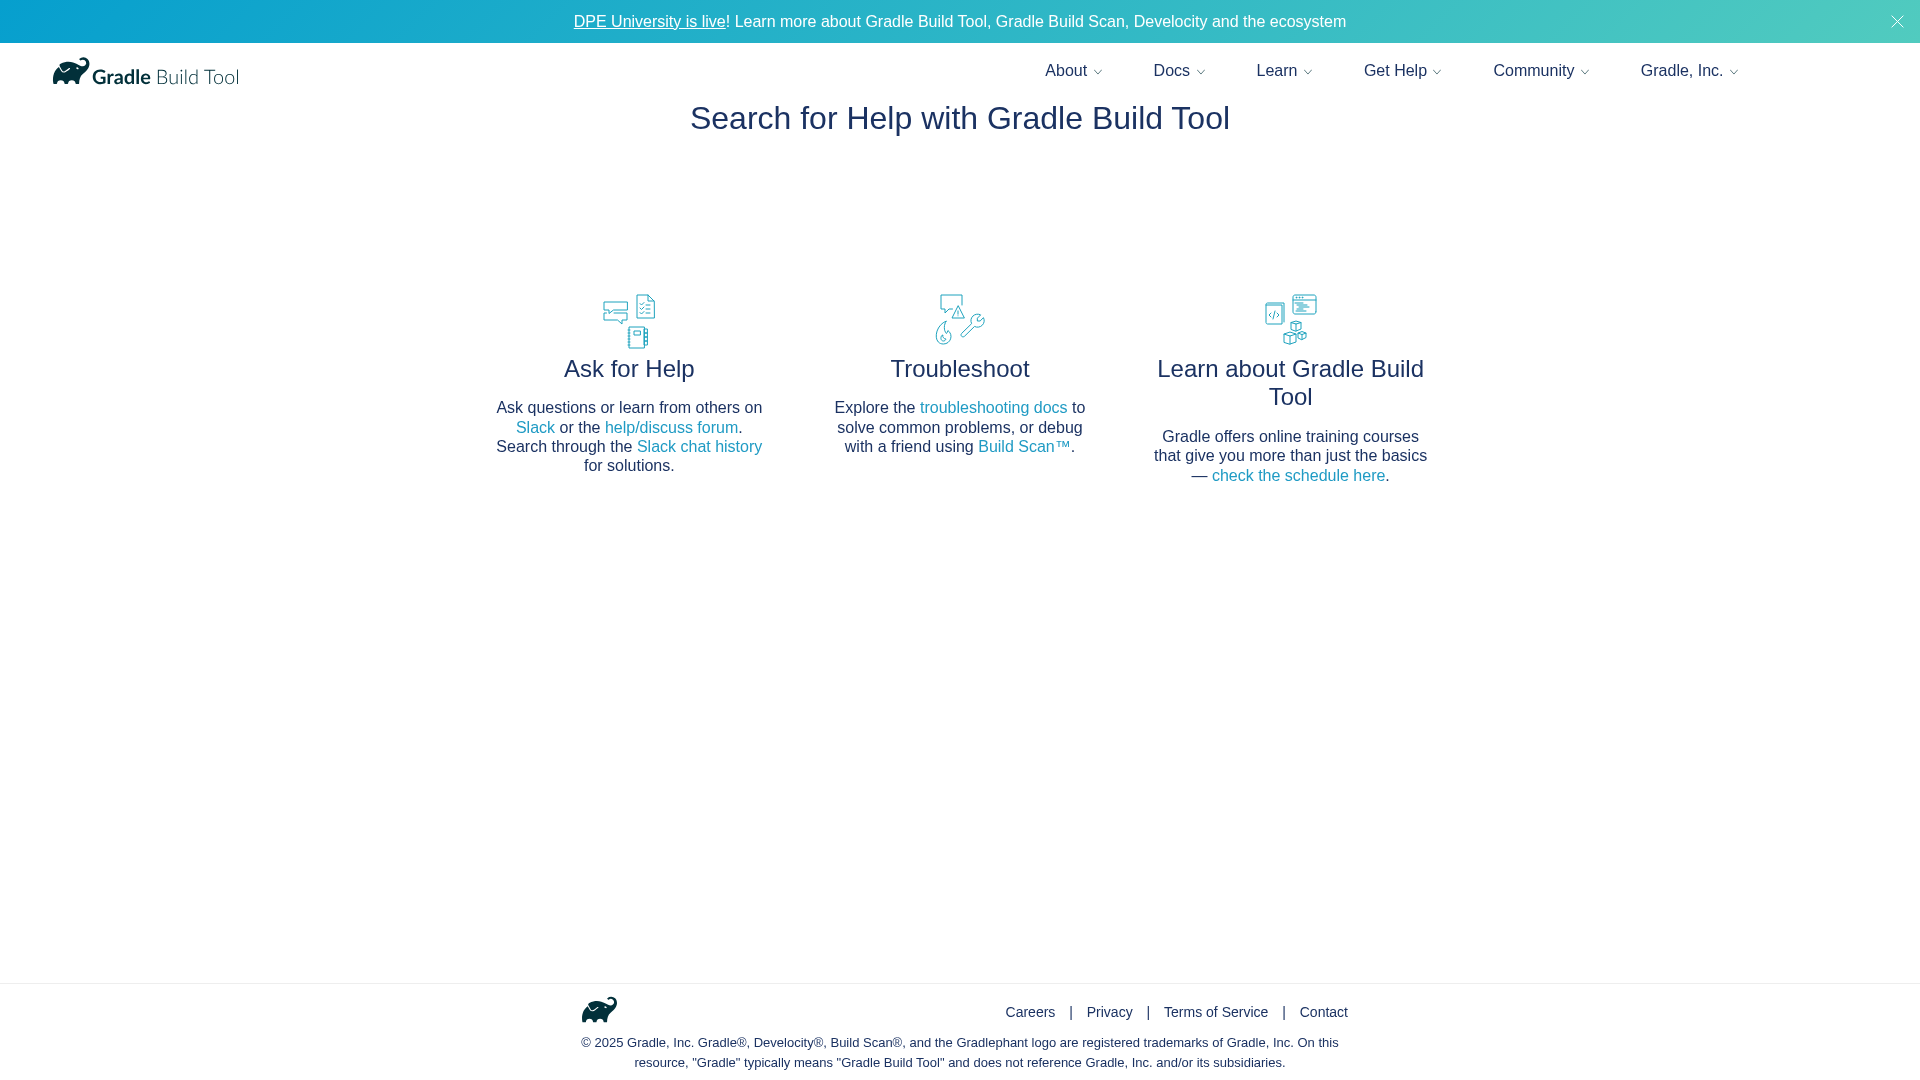 DPE University is live! Learn more about Gradle Build Tool, Gradle Build Scan, Develocity and the ecosystem
Gradle Build Tool
About
Docs
Learn
Get Help
Community
Gradle, Inc.
Search for Help with Gradle Build Tool
Ask for Help
Ask questions or learn from others on
Slack or the help/discuss forum.
Search through the Slack chat history
for solutions.
Troubleshoot
Explore the troubleshooting docs to
solve common problems, or debug
with a friend using Build Scan™.
Learn about Gradle Build
Tool
Gradle offers online training courses
that give you more than just the basics
— check the schedule here.
Careers | Privacy | Terms of Service | Contact
© 2025 Gradle, Inc. Gradle®, Develocity®, Build Scan®, and the Gradlephant logo are registered trademarks of Gradle, Inc. On this
resource, "Gradle" typically means "Gradle Build Tool" and does not reference Gradle, Inc. and/or its subsidiaries.